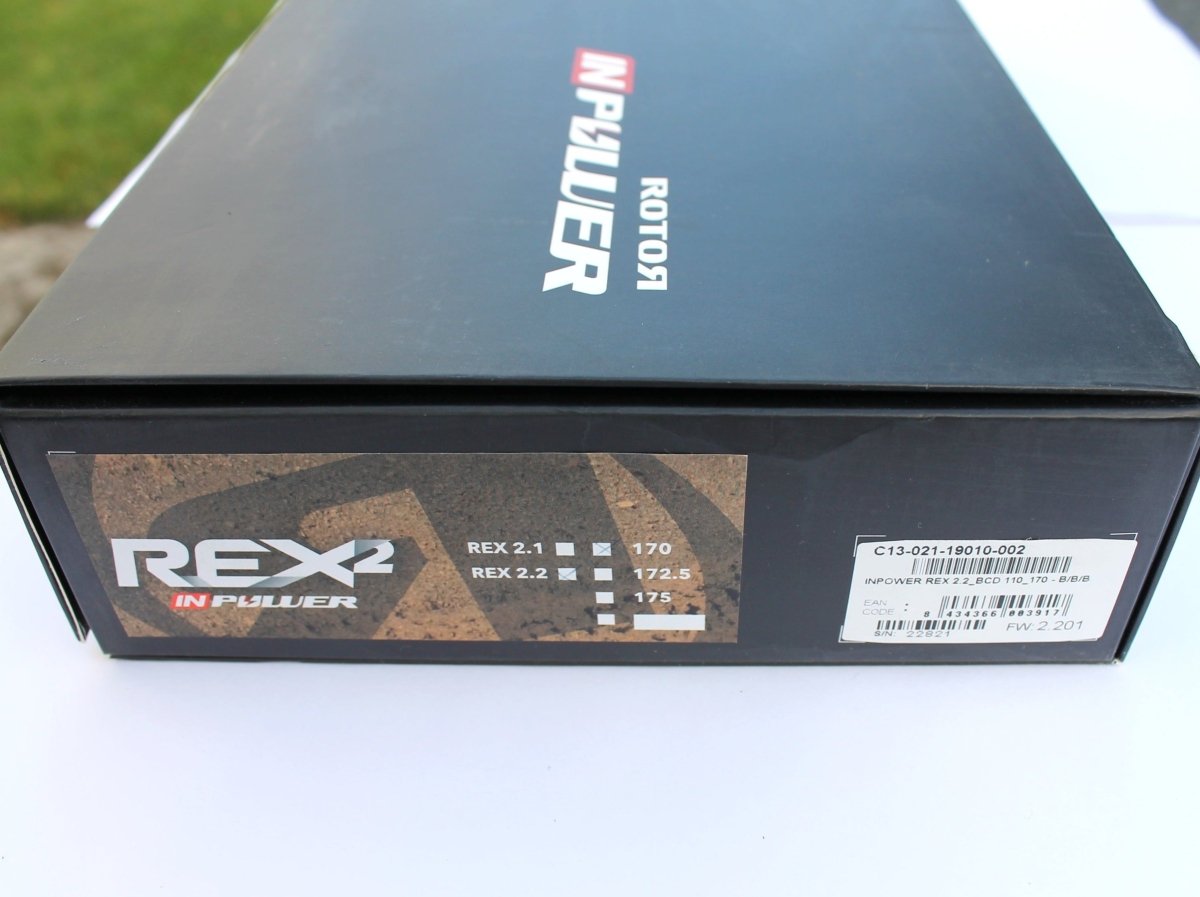 INPOWER
ROTOR
REX2
INPOWER
REX 2.1
REX 2.2
170
172.5
175
C13-021-19010-002
INPOWER REX 2.2_BCD 110_170 - B/B/B
EAN CODE : 8 434366 003917
S/N: 22821
FW: 2.201